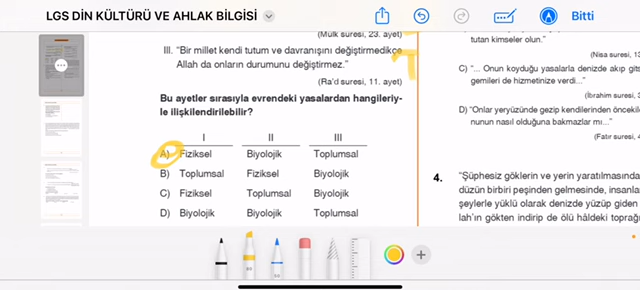 LGS DİN KÜLTÜRÜ VE AHLAK BİLGİSİ
Bitti
(Mülk suresi, 23. ayet)
III. “Bir millet kendi tutum ve davranışını değiştirmedikçe
Allah da onların durumunu değiştirmez.”
(Ra’d suresi, 11. ayet)
Bu ayetler sırasıyla evrendeki yasalardan hangileriy-
le ilişkilendirilebilir?
I II III
A) Fiziksel Biyolojik Toplumsal
B) Toplumsal Fiziksel Biyolojik
C) Fiziksel Toplumsal Biyolojik
D) Biyolojik Biyolojik Toplumsal
tutan kimseler olun.”
(Nisa suresi, 13
C) “... Onun koyduğu yasalarla denizde akıp gits
gemileri de hizmetinize verdi...”
(İbrahim suresi, 3
D) “Onlar yeryüzünde gezip kendilerinden öncekil
nunun nasıl olduğuna bakmazlar mı...”
(Fatır suresi, 4
4. “Şüphesiz göklerin ve yerin yaratılmasında
düzün birbiri peşinden gelmesinde, insanla
şeylerle yüklü olarak denizde yüzüp giden
lah’ın gökten indirip de ölü hâldeki toprağı